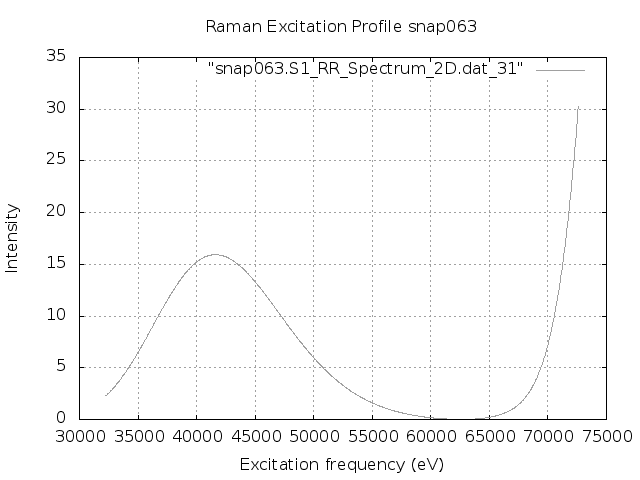 Raman Excitation Profile snap063
"snap063.S1_RR_Spectrum_2D.dat_31"
35
30
25
20
15
10
5
0
Intensity
30000 35000 40000 45000 50000 55000 60000 65000 70000 75000
Excitation frequency (eV)